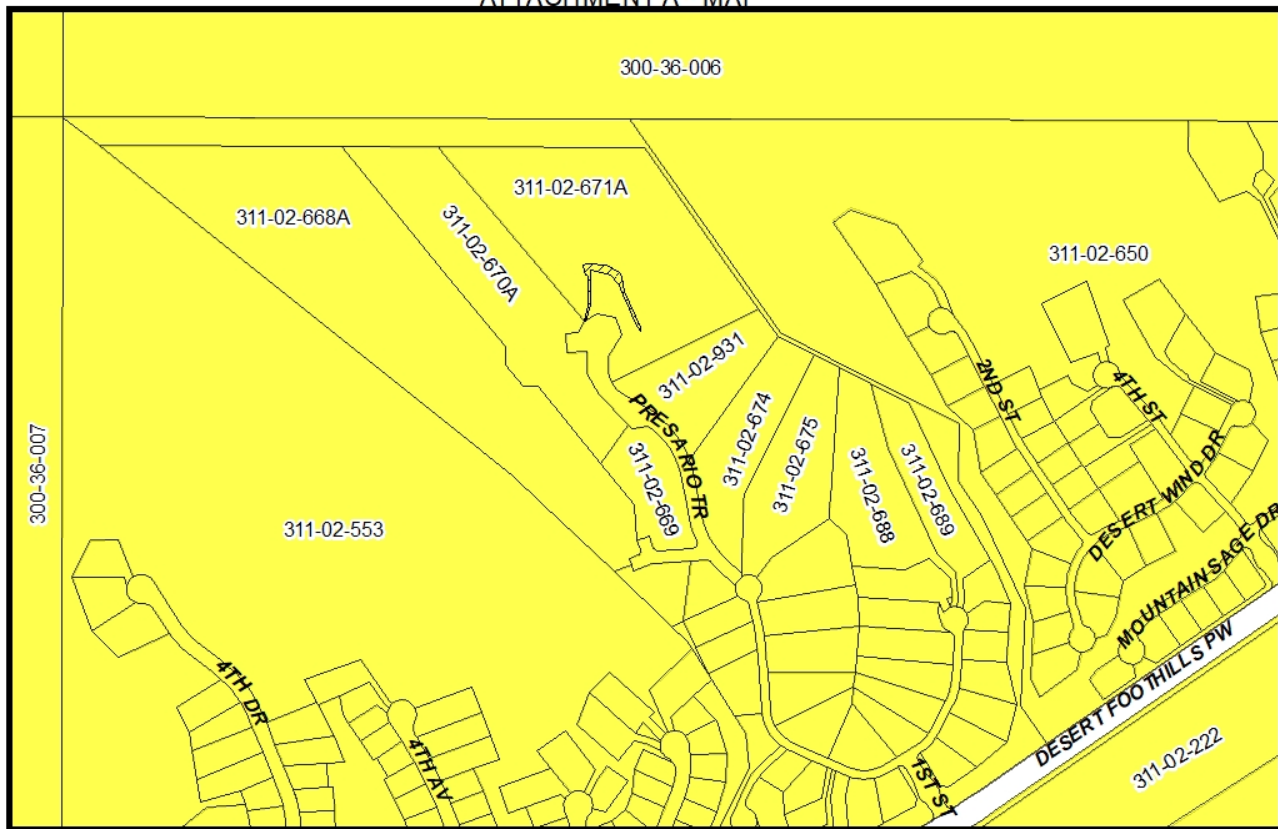 ATTACHMENT A - MAP
300-36-006
311-02-671A
311-02-668A
311-02-670A
311-02-650
311-02-931
2ND ST
4TH ST
PRESARIO TR
311-02-674
311-02-675
311-02-669
311-02-688
311-02-689
300-36-007
311-02-553
DESERT WIND DR
MOUNTAIN SAGE DR
4TH DR
4TH AV
DESERT FOOTHILLS PW
1ST ST
311-02-222